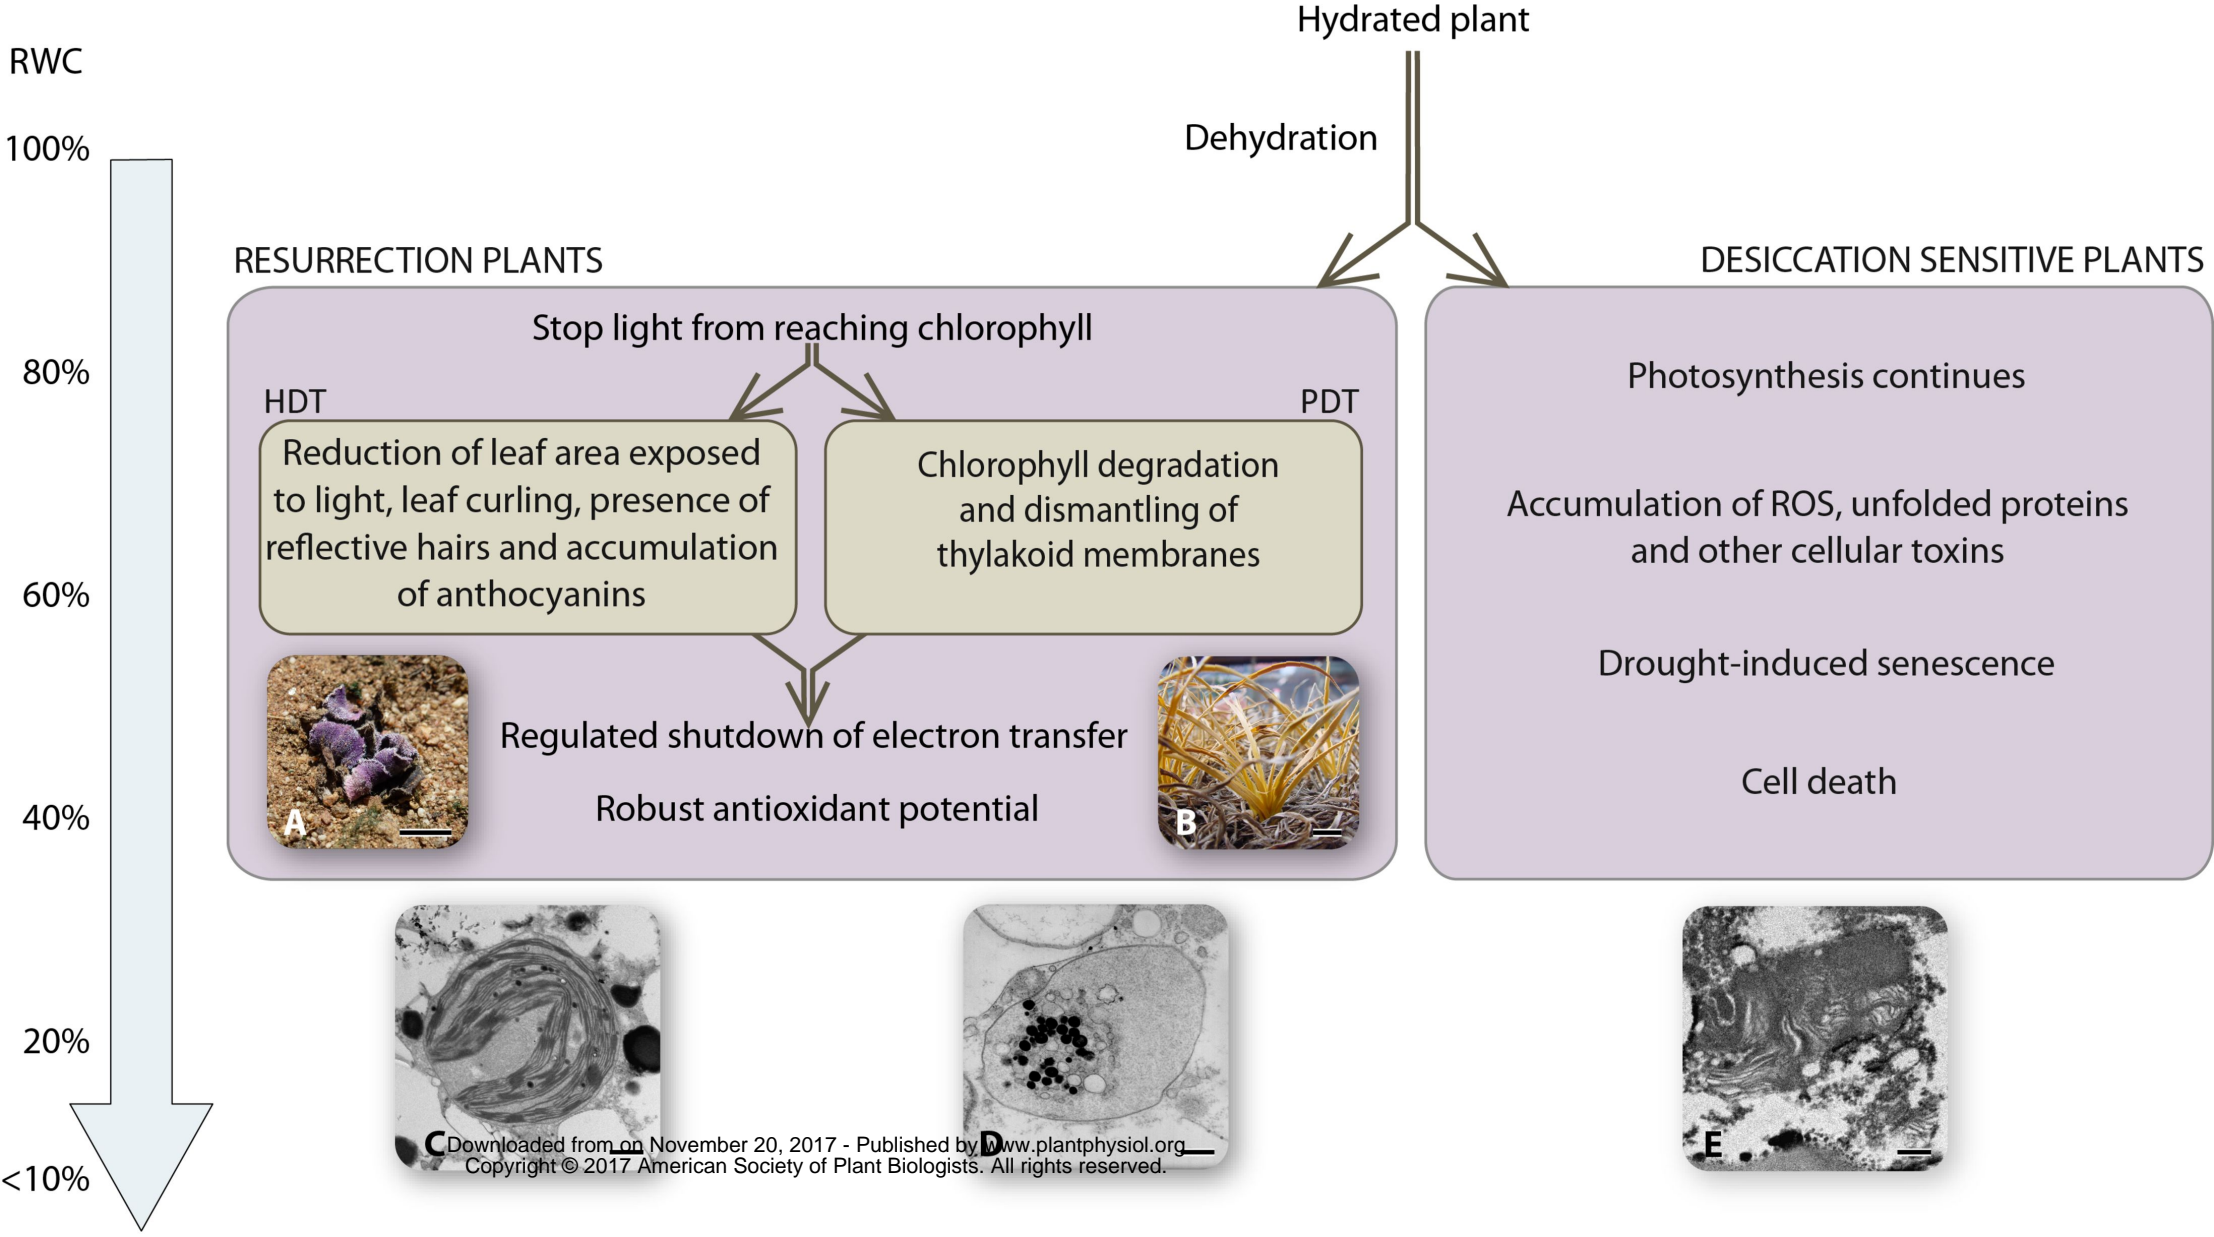 Hydrated plant
RWC
Dehydration
100%
80%
60%
40%
20%
<10%
RESURRECTION PLANTS
Stop light from reaching chlorophyll
HDT
Reduction of leaf area exposed
to light, leaf curling, presence of
reflective hairs and accumulation
of anthocyanins
PDT
Chlorophyll degradation
and dismantling of
thylakoid membranes
Regulated shutdown of electron transfer
Robust antioxidant potential
A
B
DESICCATION SENSITIVE PLANTS
Photosynthesis continues
Accumulation of ROS, unfolded proteins
and other cellular toxins
Drought-induced senescence
Cell death
C
D
E
Downloaded from on November 20, 2017 - Published by www.plantphysiol.org
Copyright © 2017 American Society of Plant Biologists. All rights reserved.